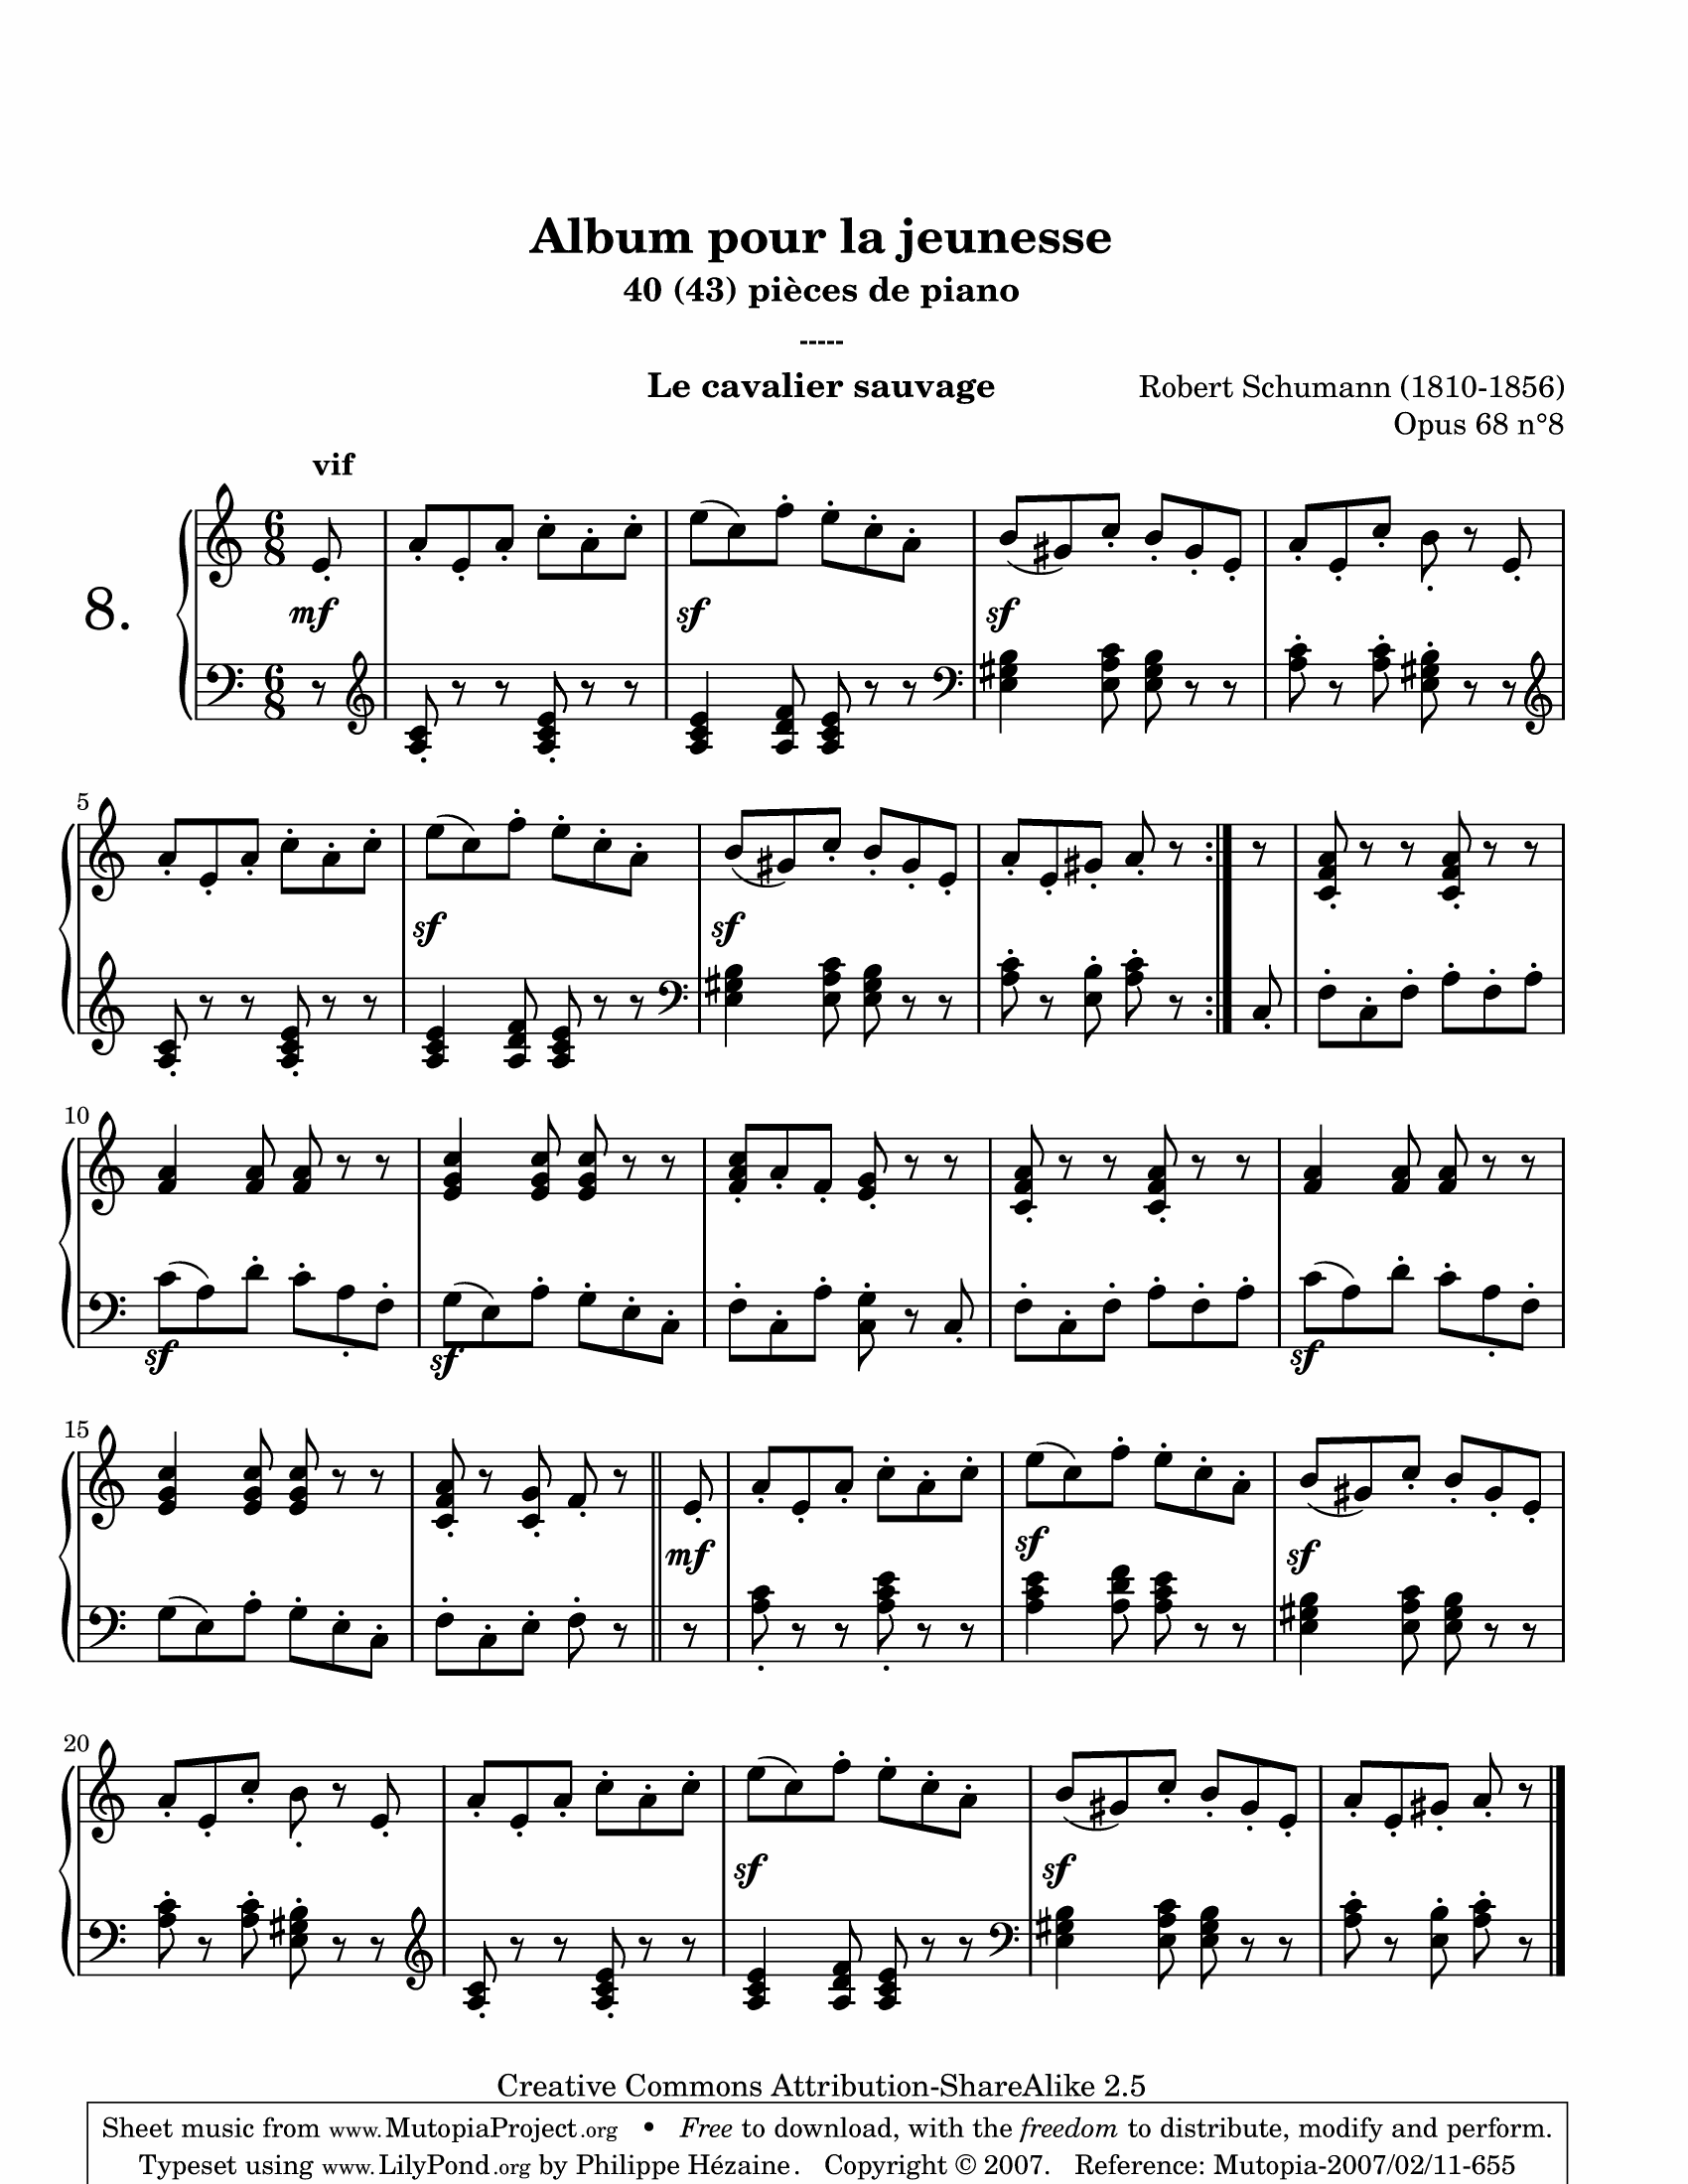 Album pour la jeunesse
40 (43) pièces de piano
-----
Le cavalier sauvage Robert Schumann (1810-1856)
Opus 68 n°8
vif
8.
6 8
mf sf sf
6 8
5
sf sf
10
sf sf sf
15
mf sf sf
20
sf sf
Creative Commons Attribution-ShareAlike 2.5
Sheet music from www.MutopiaProject.org • Free to download, with the freedom to distribute, modify and perform.
Typeset using www.LilyPond.org by Philippe Hézaine. Copyright © 2007. Reference: Mutopia-2007/02/11-655